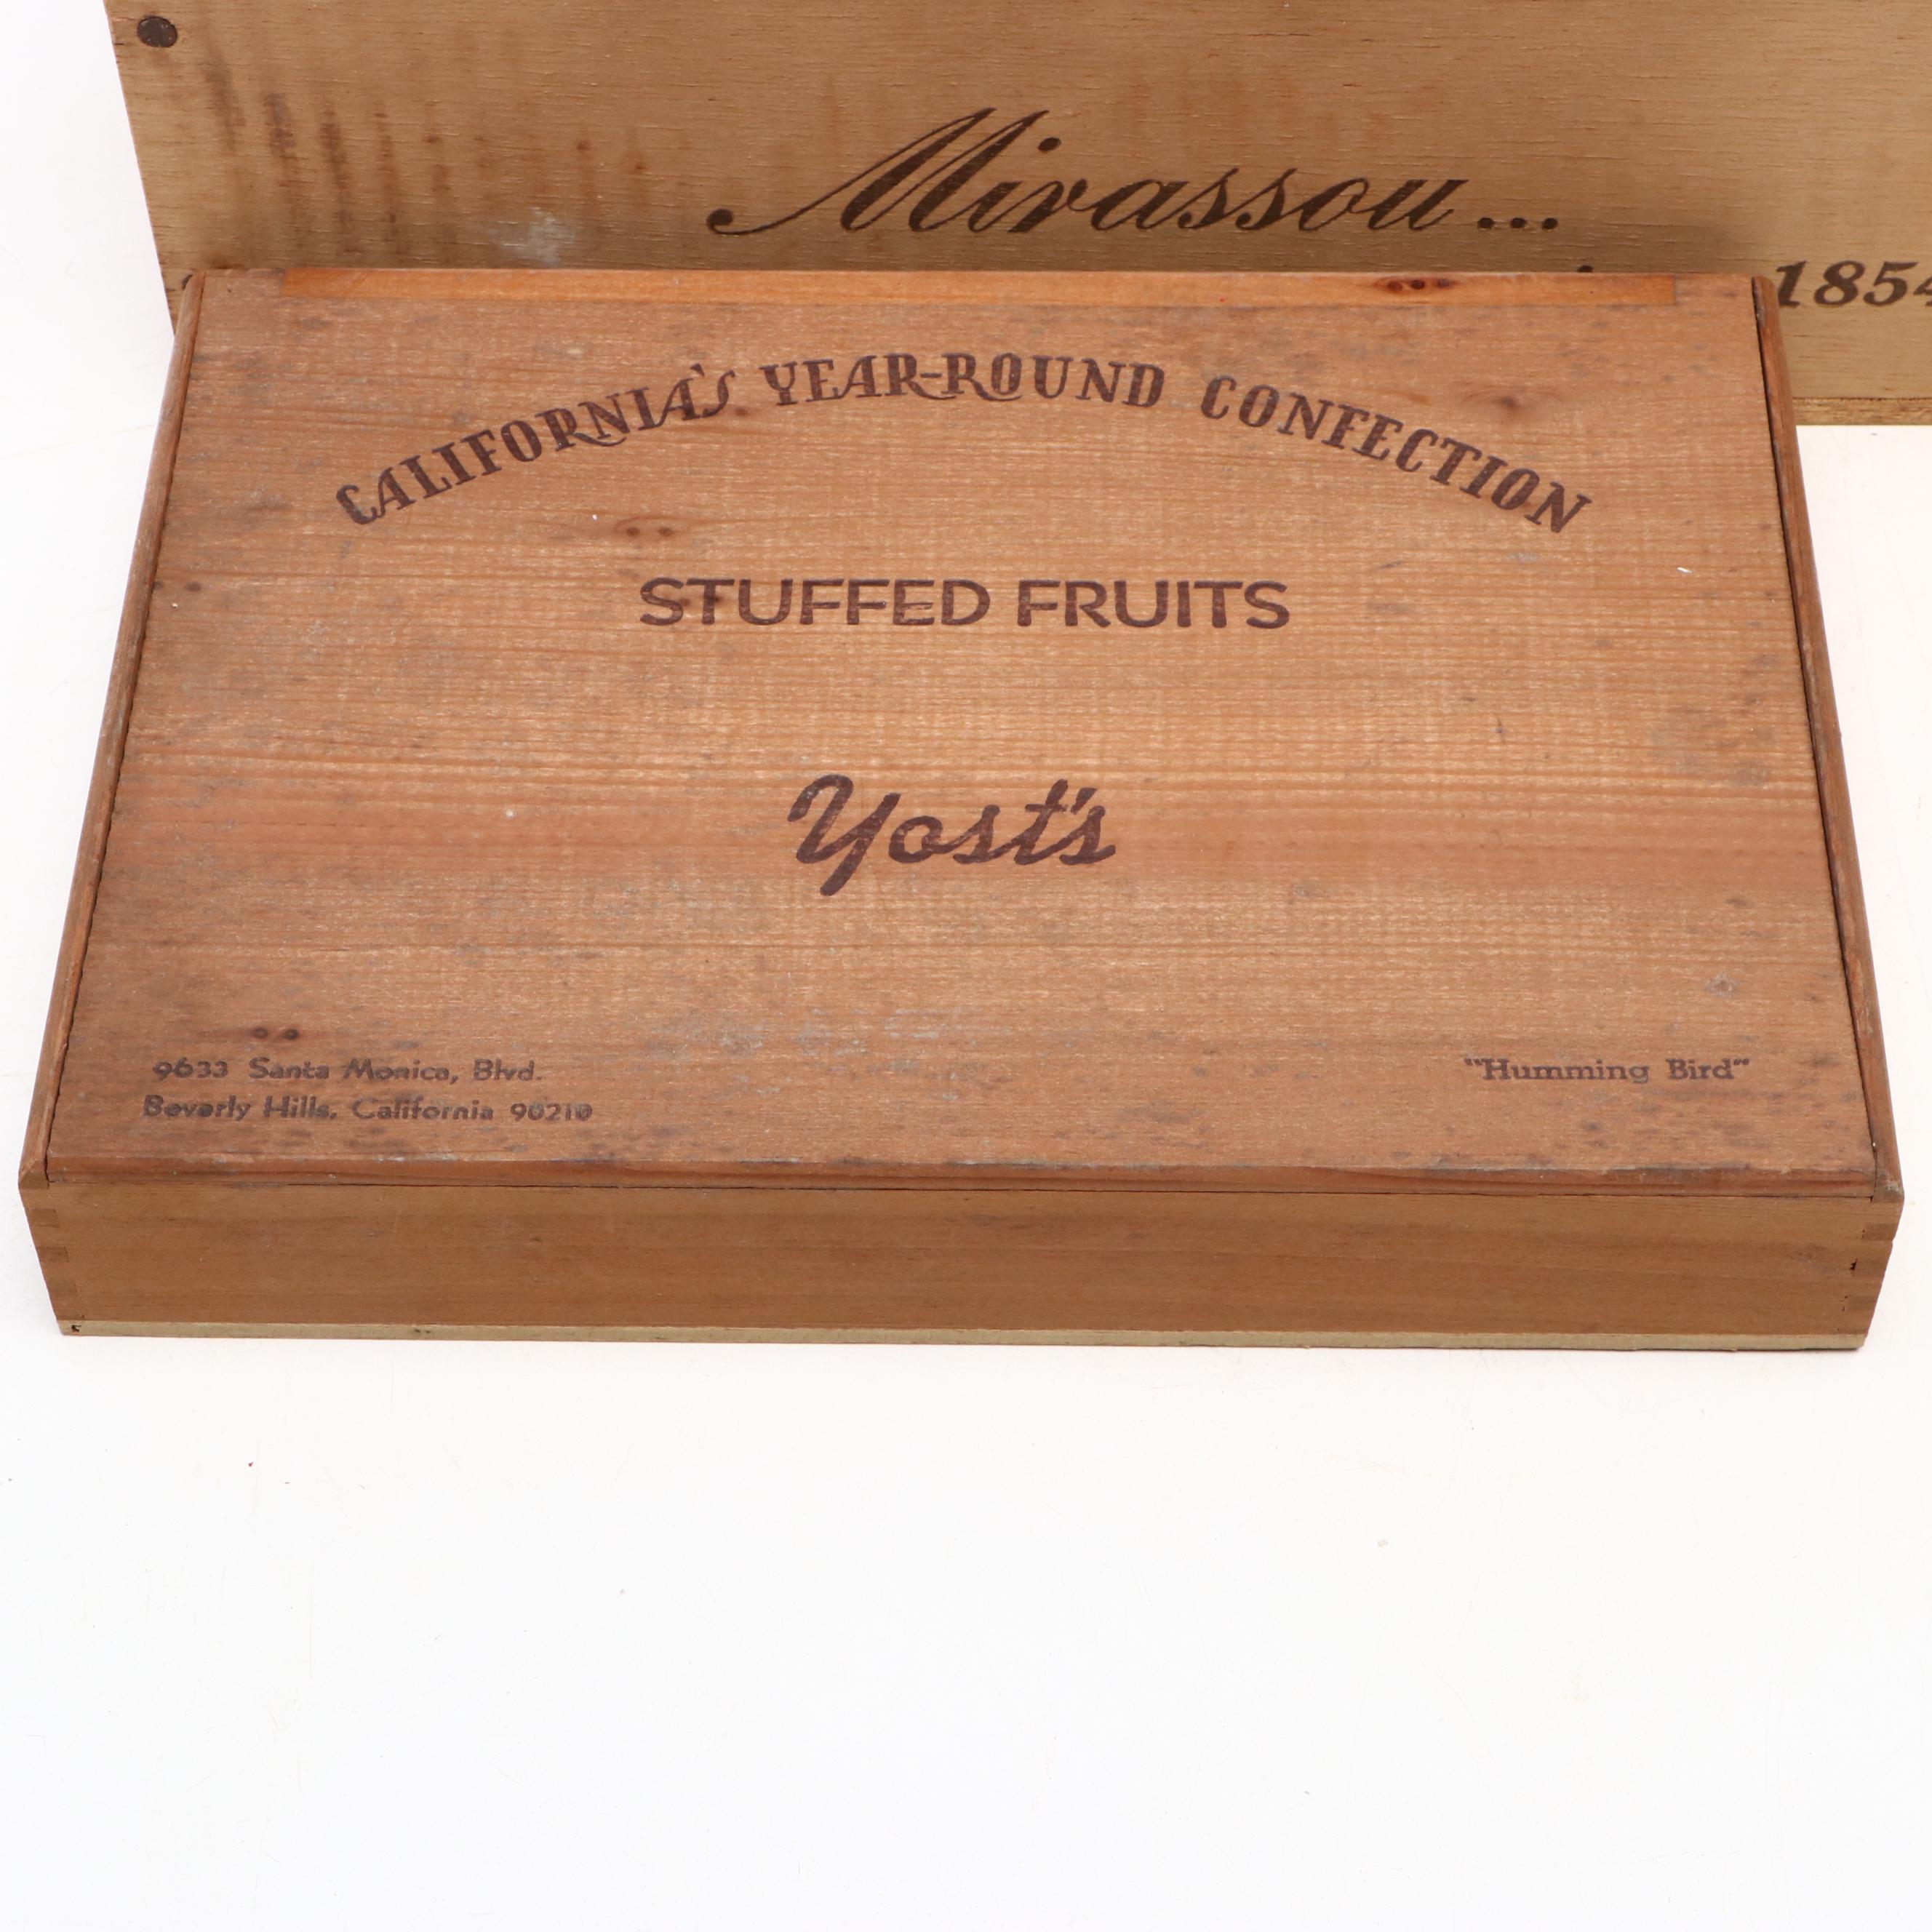 Mirassou...
1854
CALIFORNIA'S YEAR-ROUND CONFECTION
STUFFED FRUITS
Yost's
9633 Santa Monica, Blvd.
Beverly Hills, California 90210
"Humming Bird"